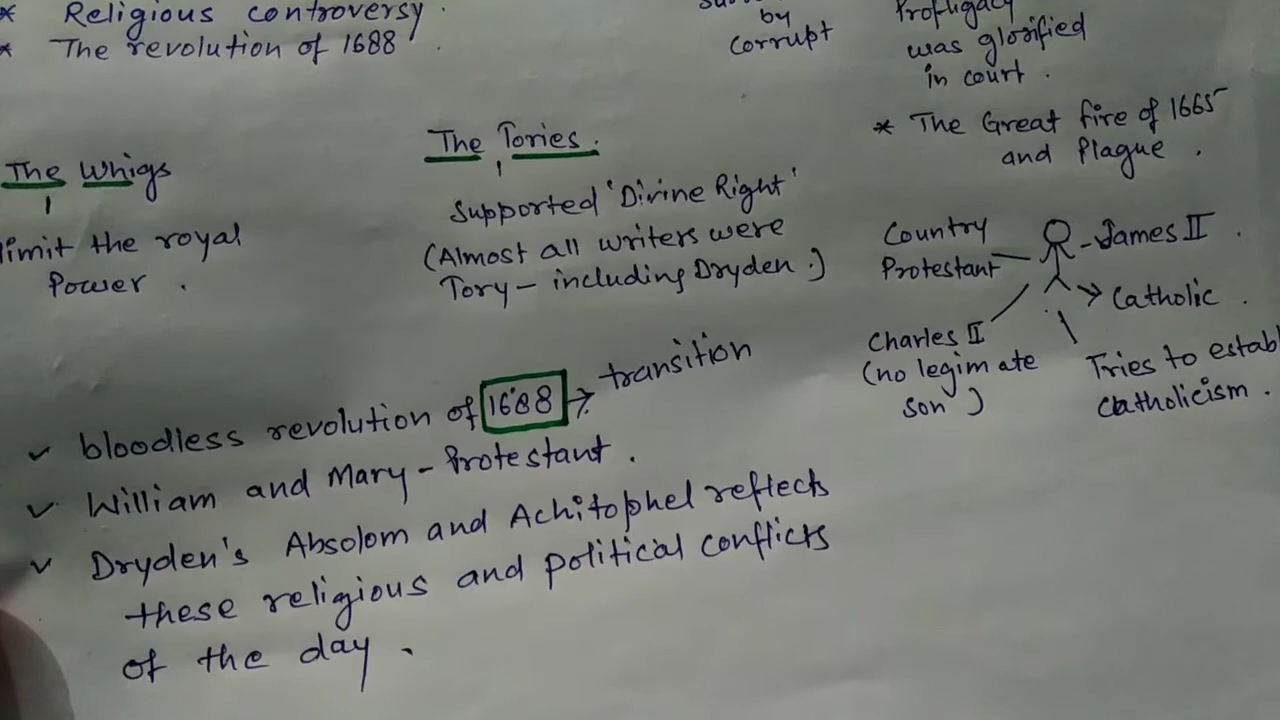 * Religious controversy.
* The revolution of 1688.
by
corrupt
Profligacy
was glorified
in court.
* The Great fire of 1665
and Plague.
The Whigs
limit the royal
Power.
The Tories.
Supported 'Divine Right'
(Almost all writers were
Tory - including Dryden.)
Country
Protestant
James II.
Catholic.
Charles II
(no legimate
son)
Tries to establ
Catholicism.
✓ bloodless revolution of 1688 → transition
✓ William and Mary - Protestant.
✓ Dryden's Absolom and Achitophel reflects
these religious and political conflicts
of the day.